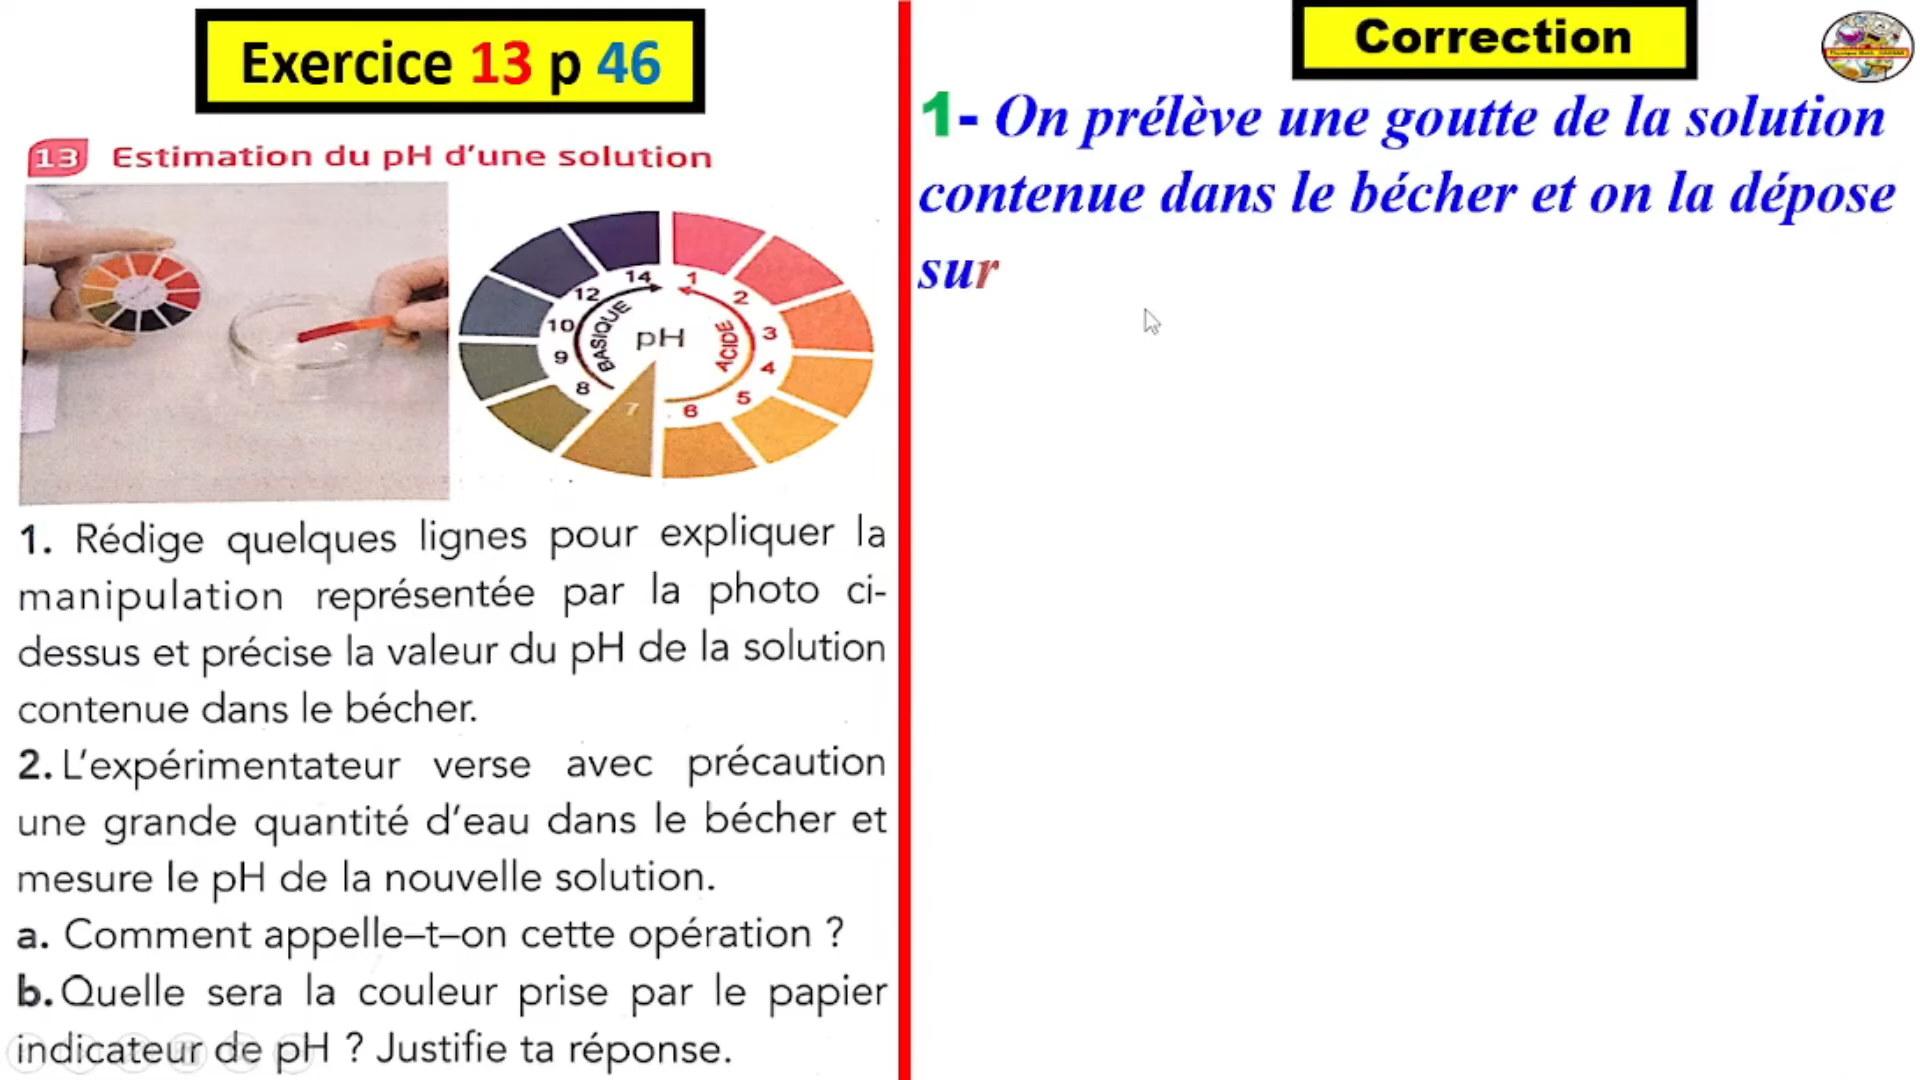 Exercice 13 p 46
13 Estimation du pH d'une solution
14
1
12
2
10
3
9
4
8
5
7
6
BASIQUE
pH
ACIDE
1. Rédige quelques lignes pour expliquer la
manipulation représentée par la photo ci-
dessus et précise la valeur du pH de la solution
contenue dans le bécher.
2. L'expérimentateur verse avec précaution
une grande quantité d'eau dans le bécher et
mesure le pH de la nouvelle solution.
a. Comment appelle–t–on cette opération ?
b. Quelle sera la couleur prise par le papier
indicateur de pH ? Justifie ta réponse.
Correction
1- On prélève une goutte de la solution
contenue dans le bécher et on la dépose
sur